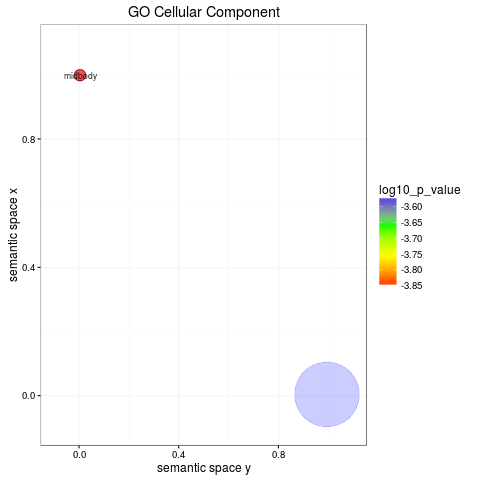 GO Cellular Component
midbody
0.8
0.4
0.0
semantic space x
0.0
0.4
0.8
semantic space y
log10_p_value
-3.60
-3.65
-3.70
-3.75
-3.80
-3.85